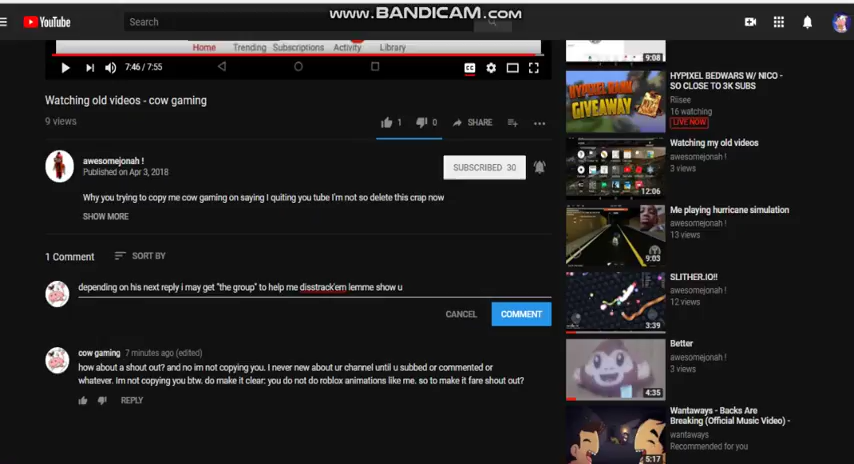 www.BANDICAM.com
YouTube
Search
Home Trending Subscriptions Activity Library
7:46 / 7:55
Watching old videos - cow gaming
9 views
1 0 SHARE
awesomejonah !
Published on Apr 3, 2018
SUBSCRIBED 30
Why you trying to copy me cow gaming on saying I quiting you tube I'm not so delete this crap now
SHOW MORE
1 Comment SORT BY
depending on his next reply i may get "the group" to help me disstrack'em lemme show u
CANCEL COMMENT
cow gaming 7 minutes ago (edited)
how about a shout out? and no im not copying you. I never new about ur channel until u subbed or commented or
whatever. Im not copying you btw. do make it clear: you do not do roblox animations like me. so to make it fare shout out?
REPLY
9:08
HYPIXEL RANK
GIVEAWAY
HYPIXEL BEDWARS W/ NICO -
SO CLOSE TO 3K SUBS
Riisee
16 watching
LIVE NOW
Watching my old videos
awesomejonah !
3 views
12:06
Me playing hurricane simulation
awesomejonah !
13 views
9:03
SLITHER.IO!!
awesomejonah !
12 views
3:39
Better
awesomejonah !
3 views
4:35
Wantaways - Backs Are
Breaking (Official Music Video) -
wantaways
Recommended for you
5:17